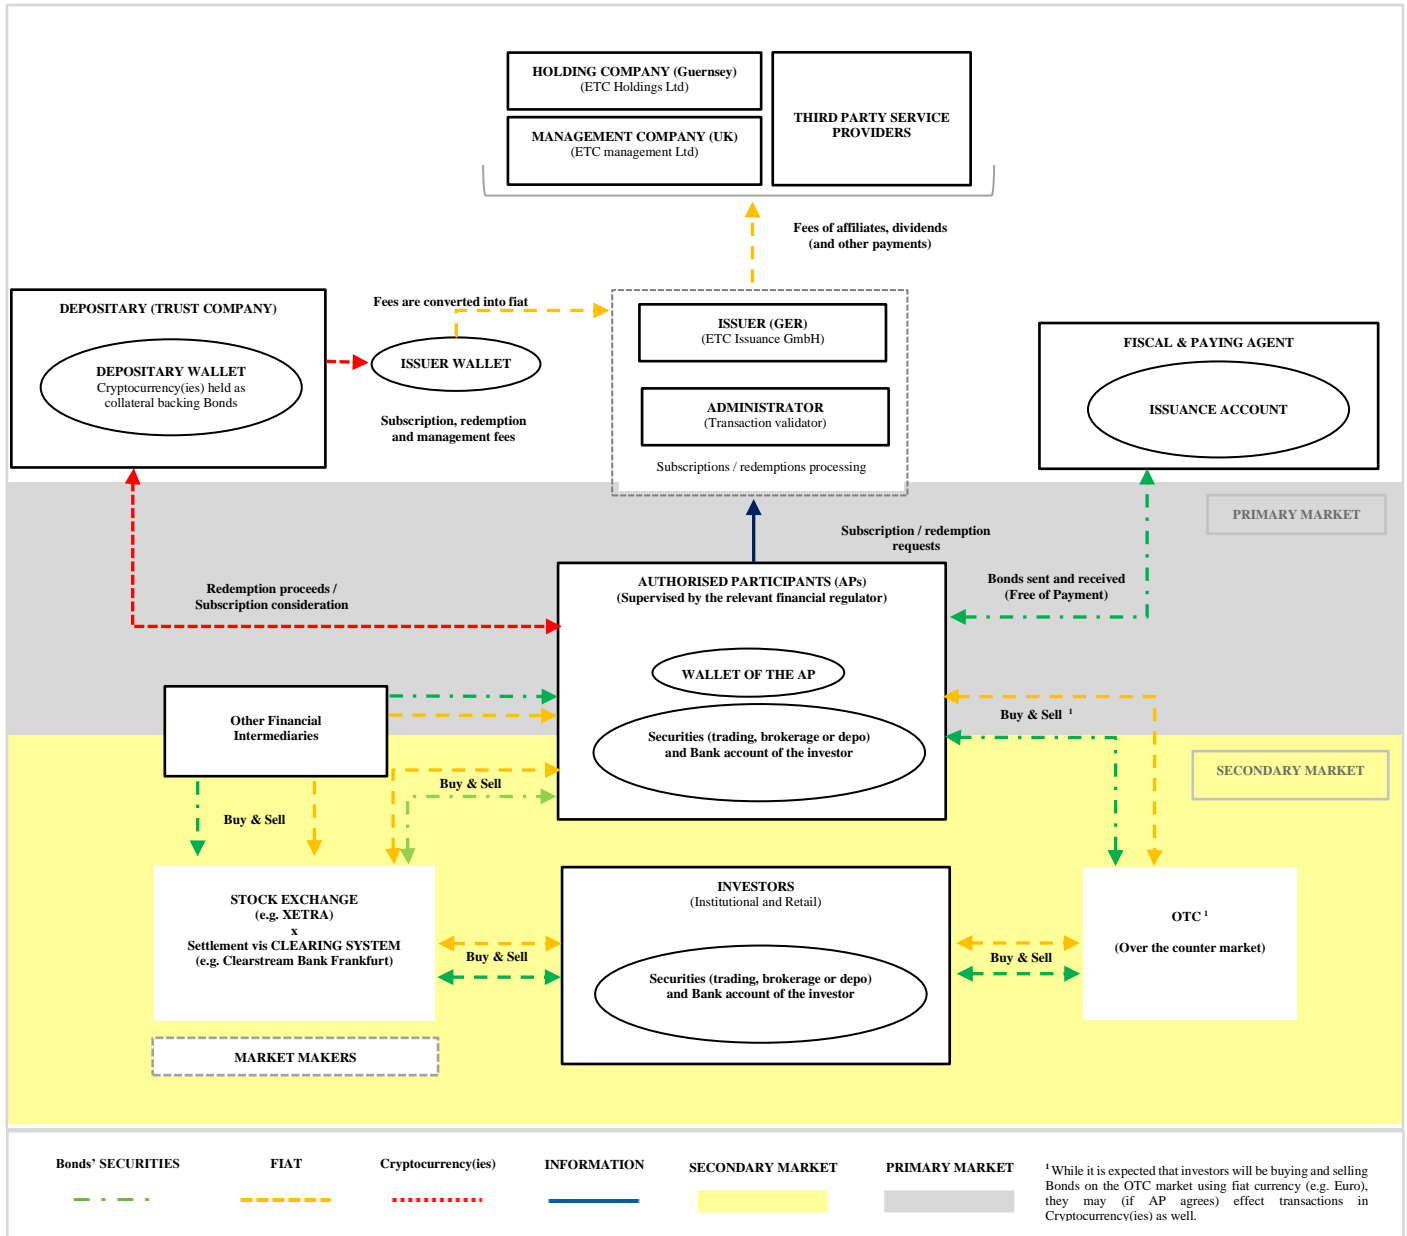 HOLDING COMPANY (Guernsey)
(ETC Holdings Ltd)
MANAGEMENT COMPANY (UK)
(ETC management Ltd)
THIRD PARTY SERVICE
PROVIDERS
Fees of affiliates, dividends
(and other payments)
DEPOSITARY (TRUST COMPANY)
DEPOSITARY WALLET
Cryptocurrency(ies) held as
collateral backing Bonds
Fees are converted into fiat
ISSUER WALLET
Subscription, redemption
and management fees
ISSUER (GER)
(ETC Issuance GmbH)
ADMINISTRATOR
(Transaction validator)
Subscriptions / redemptions processing
FISCAL & PAYING AGENT
ISSUANCE ACCOUNT
PRIMARY MARKET
Subscription / redemption
requests
Redemption proceeds /
Subscription consideration
AUTHORISED PARTICIPANTS (APs)
(Supervised by the relevant financial regulator)
WALLET OF THE AP
Securities (trading, brokerage or depo)
and Bank account of the investor
Bonds sent and received
(Free of Payment)
Other Financial
Intermediaries
Buy & Sell ¹
SECONDARY MARKET
Buy & Sell
Buy & Sell
STOCK EXCHANGE
(e.g. XETRA)
x
Settlement vis CLEARING SYSTEM
(e.g. Clearstream Bank Frankfurt)
Buy & Sell
INVESTORS
(Institutional and Retail)
Securities (trading, brokerage or depo)
and Bank account of the investor
Buy & Sell
OTC ¹
(Over the counter market)
MARKET MAKERS
Bonds' SECURITIES
FIAT
Cryptocurrency(ies)
INFORMATION
SECONDARY MARKET
PRIMARY MARKET
¹ While it is expected that investors will be buying and selling
Bonds on the OTC market using fiat currency (e.g. Euro),
they may (if AP agrees) effect transactions in
Cryptocurrency(ies) as well.